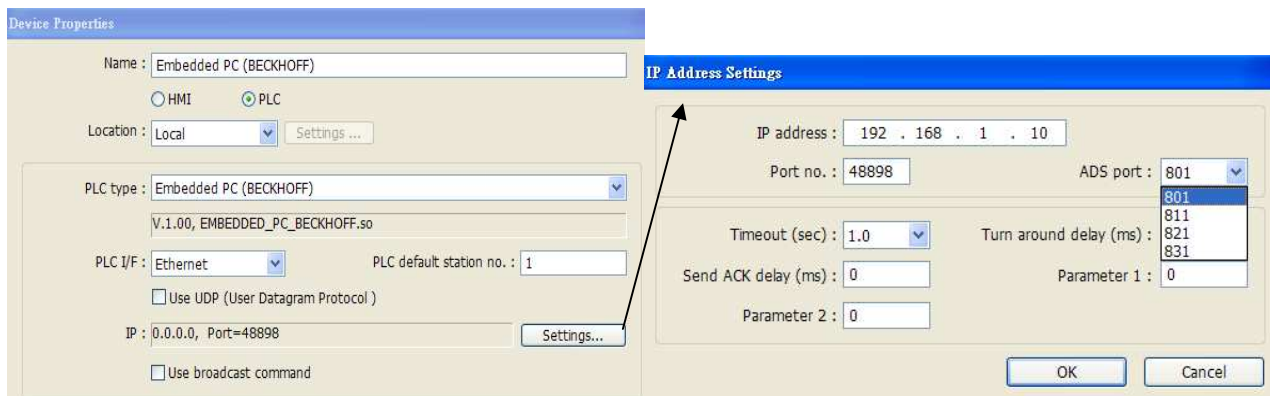 Device Properties
Name : Embedded PC (BECKHOFF)
HMI PLC
Location : Local Settings ...
PLC type : Embedded PC (BECKHOFF)
V.1.00, EMBEDDED_PC_BECKHOFF.so
PLC I/F : Ethernet PLC default station no. : 1
Use UDP (User Datagram Protocol )
IP : 0.0.0.0, Port=48898 Settings...
Use broadcast command
IP Address Settings
IP address : 192 . 168 . 1 . 10
Port no. : 48898 ADS port : 801
801
811
821
831
Timeout (sec) : 1.0 Turn around delay (ms) :
Send ACK delay (ms) : 0 Parameter 1 : 0
Parameter 2 : 0
OK Cancel